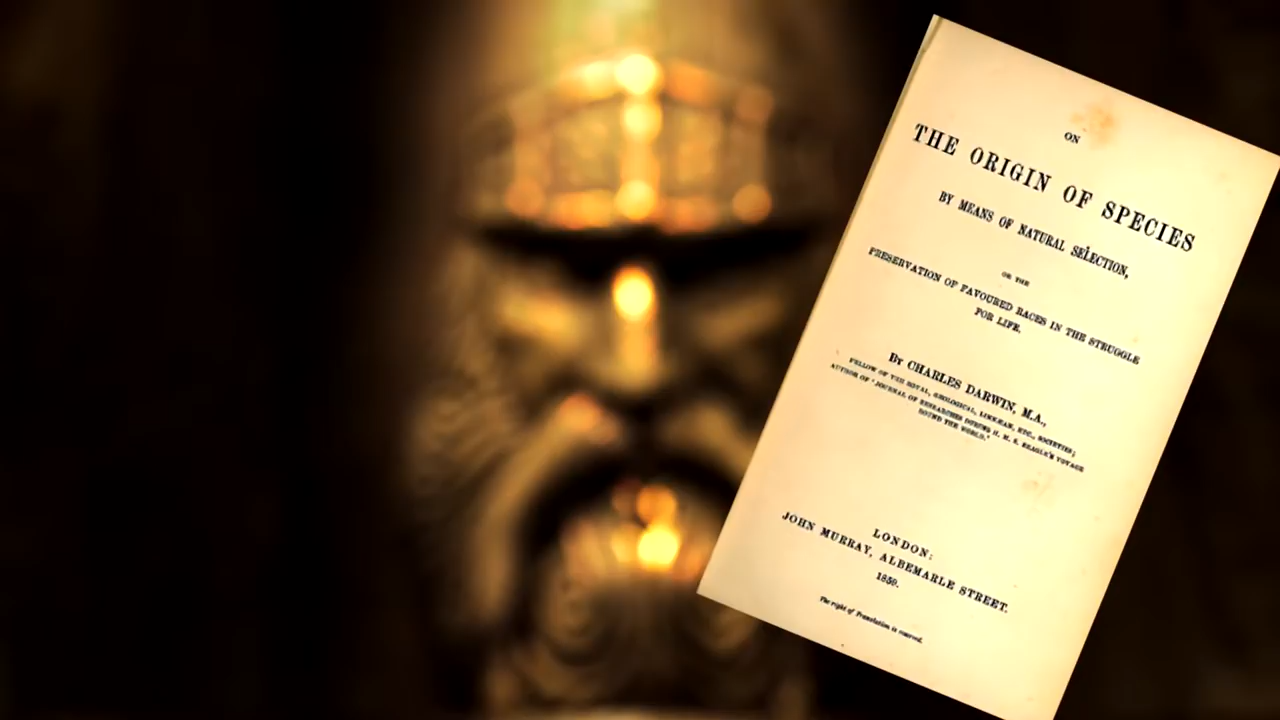 ON
THE ORIGIN OF SPECIES
BY MEANS OF NATURAL SELECTION,
OR THE
PRESERVATION OF FAVOURED RACES IN THE STRUGGLE
FOR LIFE.
By CHARLES DARWIN, M.A.,
FELLOW OF THE ROYAL, GEOLOGICAL, LINNÆAN, ETC., SOCIETIES;
AUTHOR OF 'JOURNAL OF RESEARCHES DURING H. M. S. BEAGLE'S VOYAGE
ROUND THE WORLD.'
LONDON:
JOHN MURRAY, ALBEMARLE STREET.
1859.
The right of Translation is reserved.